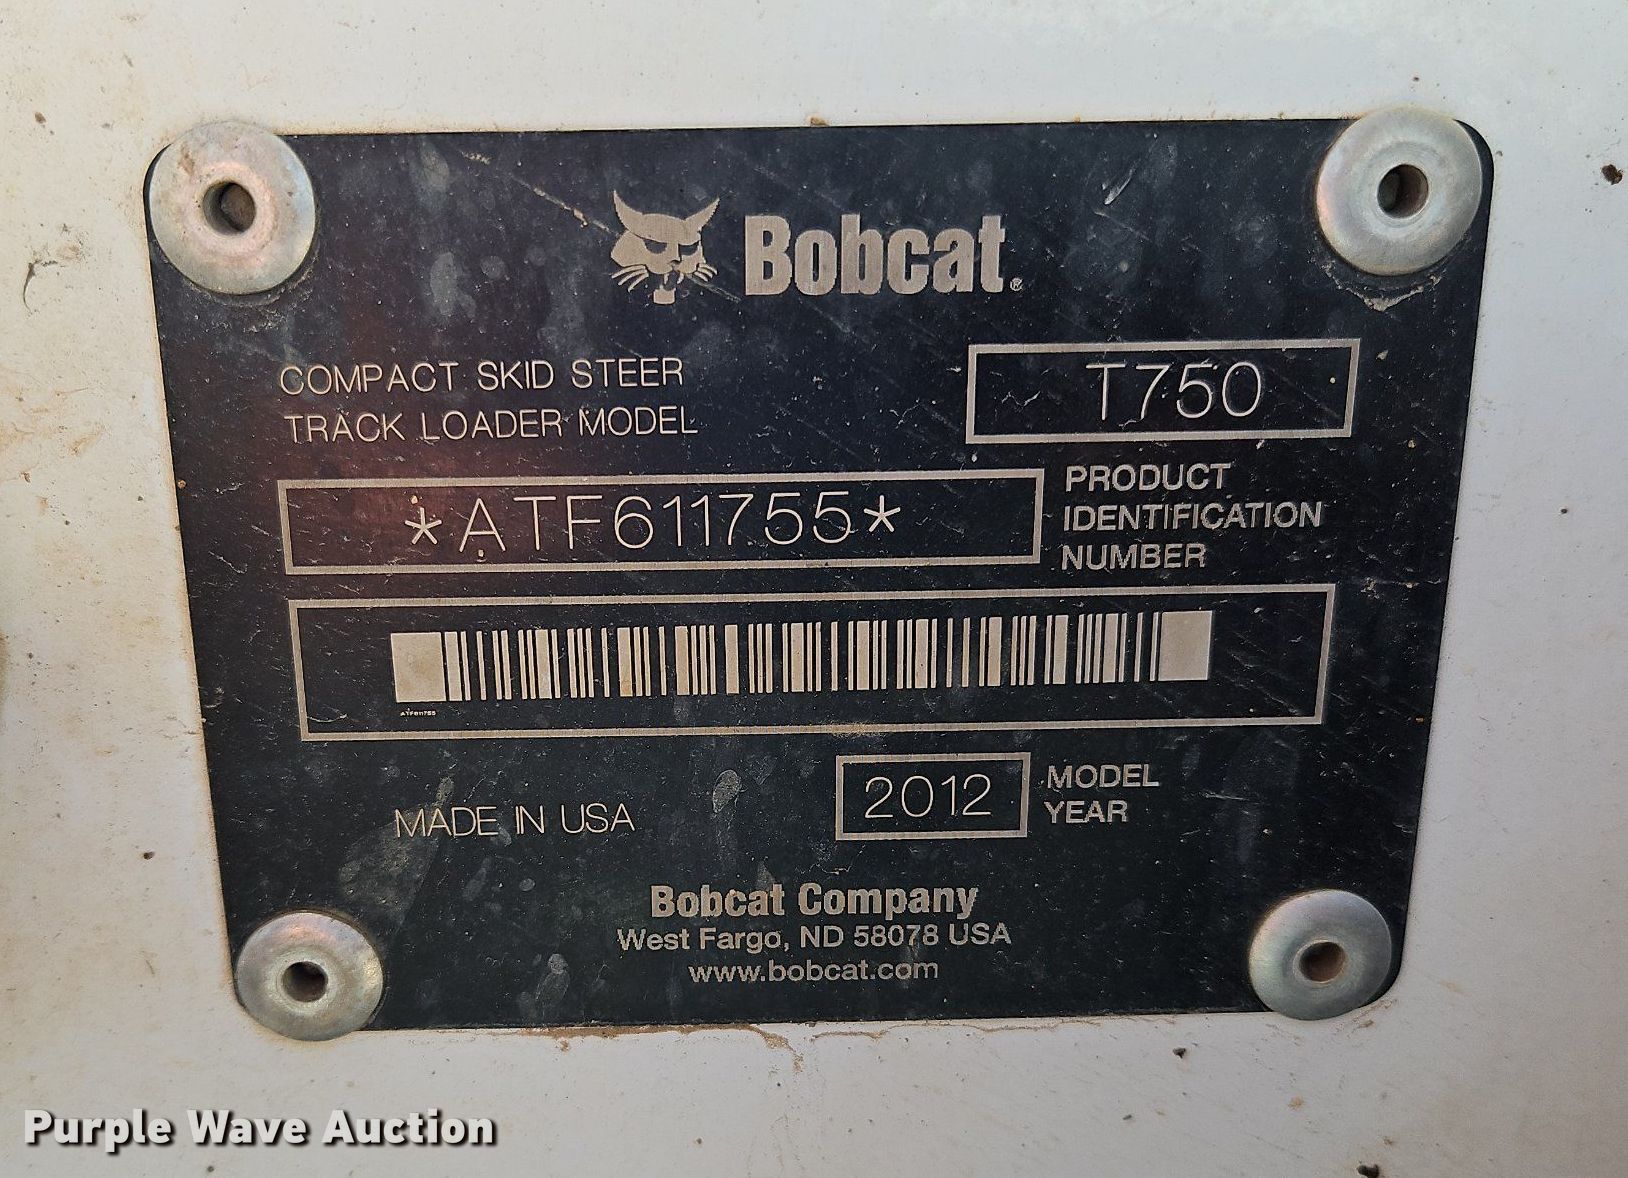 Bobcat®
COMPACT SKID STEER
TRACK LOADER MODEL
T750
*ATF611755*
PRODUCT
IDENTIFICATION
NUMBER
ATF611755
MADE IN USA
2012
MODEL
YEAR
Bobcat Company
West Fargo, ND 58078 USA
www.bobcat.com
Purple Wave Auction